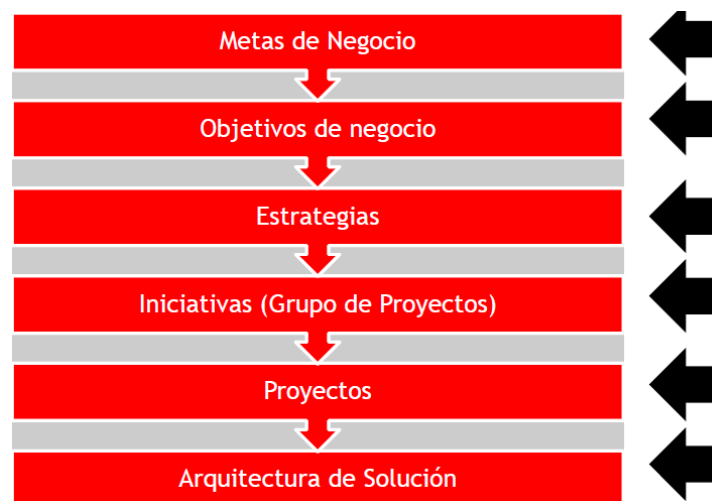 Metas de Negocio
Objetivos de negocio
Estrategias
Iniciativas (Grupo de Proyectos)
Proyectos
Arquitectura de Solución